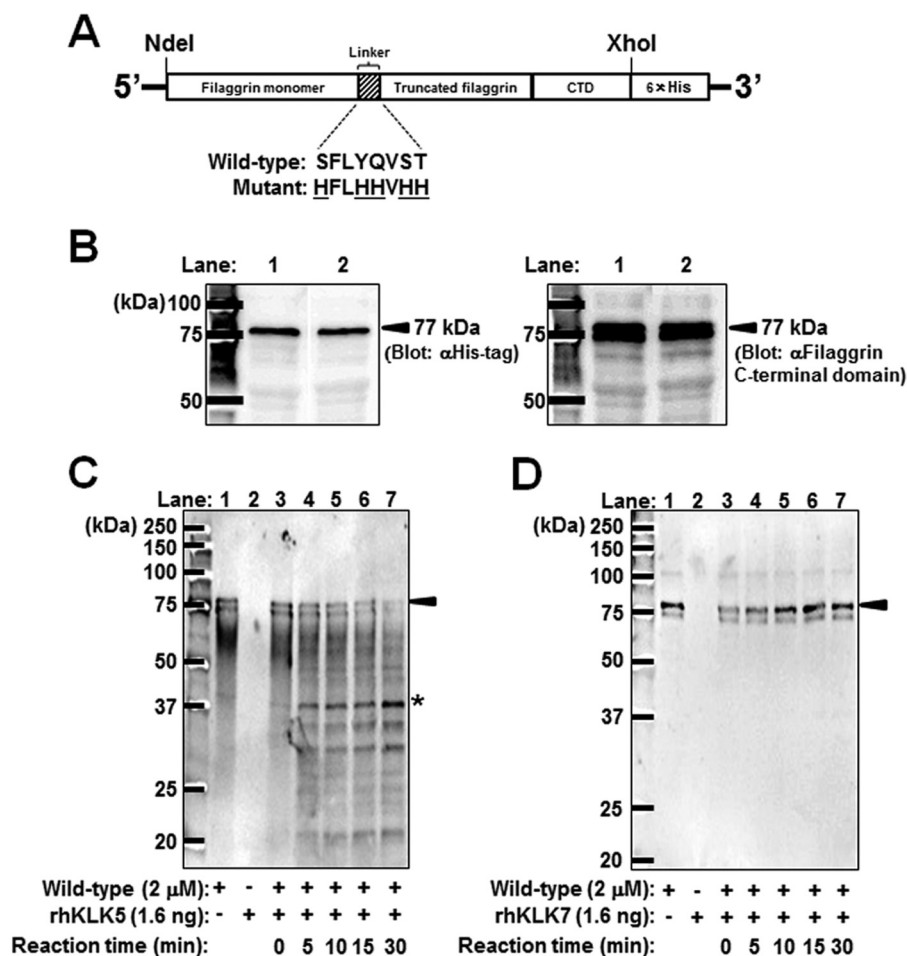 A
NdeI
Linker
XhoI
5’
Filaggrin monomer
Truncated filaggrin
CTD
6×His
3’
Wild-type: SFLYQVST
Mutant: HFLHHVHH
B
Lane: 1 2
(kDa) 100
75
50
77 kDa
(Blot: αHis-tag)
Lane: 1 2
100
75
50
77 kDa
(Blot: αFilaggrin
C-terminal domain)
C
Lane: 1 2 3 4 5 6 7
(kDa) 250
150
100
75
50
37
*
25
20
Wild-type (2 μM): + - + + + + +
rhKLK5 (1.6 ng): - + + + + + +
Reaction time (min): 0 5 10 15 30
D
Lane: 1 2 3 4 5 6 7
(kDa) 250
150
100
75
50
37
25
20
Wild-type (2 μM): + - + + + + +
rhKLK7 (1.6 ng): - + + + + + +
Reaction time (min): 0 5 10 15 30